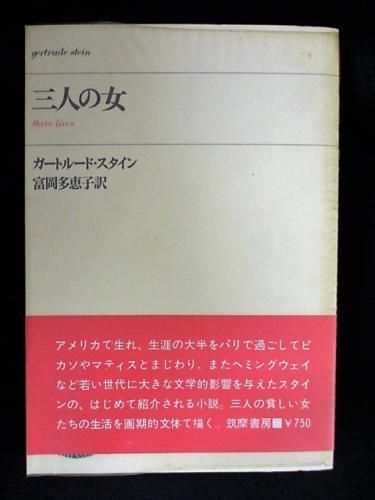 gertrude stein
三人の女
three lives
ガートルード・スタイン
富岡多恵子訳
アメリカで生れ、生涯の大半をパリで過ごしてピ
カソやマティスとまじわり、またヘミングウェイ
など若い世代に大きな文学的影響を与えたスタイ
ンの、はじめて紹介される小説。三人の貧しい女
たちの生活を画期的文体で描く。筑摩書房■￥750